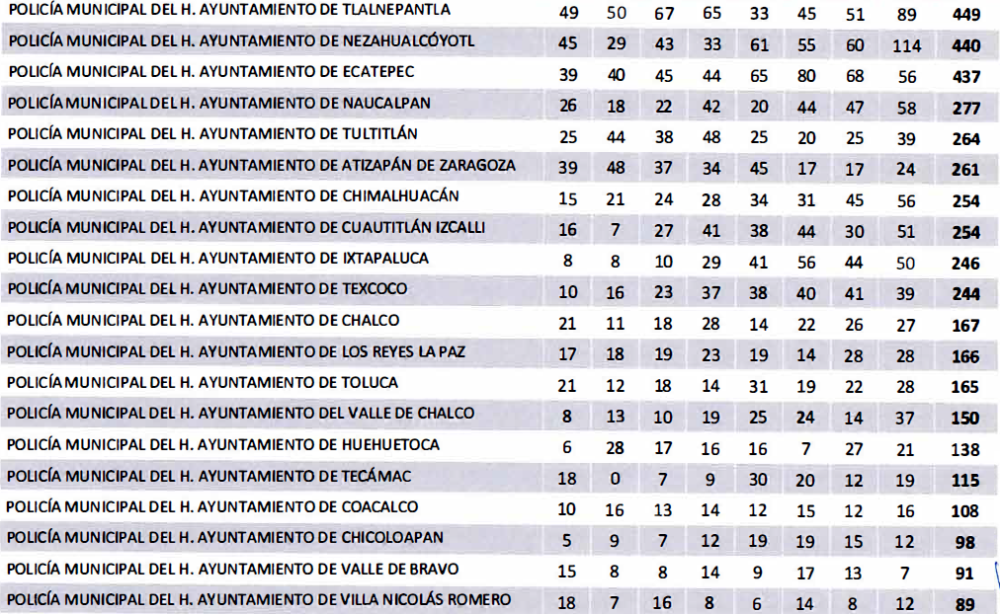 POLICÍA MUNICIPAL DEL H. AYUNTAMIENTO DE TLALNEPANTLA 49 50 67 65 33 45 51 89 449
POLICÍA MUNICIPAL DEL H. AYUNTAMIENTO DE NEZAHUALCÓYOTL 45 29 43 33 61 55 60 114 440
POLICÍA MUNICIPAL DEL H. AYUNTAMIENTO DE ECATEPEC 39 40 45 44 65 80 68 56 437
POLICÍA MUNICIPAL DEL H. AYUNTAMIENTO DE NAUCALPAN 26 18 22 42 20 44 47 58 277
POLICÍA MUNICIPAL DEL H. AYUNTAMIENTO DE TULTITLÁN 25 44 38 48 25 20 25 39 264
POLICÍA MUNICIPAL DEL H. AYUNTAMIENTO DE ATIZAPÁN DE ZARAGOZA 39 48 37 34 45 17 17 24 261
POLICÍA MUNICIPAL DEL H. AYUNTAMIENTO DE CHIMALHUACÁN 15 21 24 28 34 31 45 56 254
POLICÍA MUNICIPAL DEL H. AYUNTAMIENTO DE CUAUTITLÁN IZCALLI 16 7 27 41 38 44 30 51 254
POLICÍA MUNICIPAL DEL H. AYUNTAMIENTO DE IXTAPALUCA 8 8 10 29 41 56 44 50 246
POLICÍA MUNICIPAL DEL H. AYUNTAMIENTO DE TEXCOCO 10 16 23 37 38 40 41 39 244
POLICÍA MUNICIPAL DEL H. AYUNTAMIENTO DE CHALCO 21 11 18 28 14 22 26 27 167
POLICÍA MUNICIPAL DEL H. AYUNTAMIENTO DE LOS REYES LA PAZ 17 18 19 23 19 14 28 28 166
POLICÍA MUNICIPAL DEL H. AYUNTAMIENTO DE TOLUCA 21 12 18 14 31 19 22 28 165
POLICÍA MUNICIPAL DEL H. AYUNTAMIENTO DEL VALLE DE CHALCO 8 13 10 19 25 24 14 37 150
POLICÍA MUNICIPAL DEL H. AYUNTAMIENTO DE HUEHUETOCA 6 28 17 16 16 7 27 21 138
POLICÍA MUNICIPAL DEL H. AYUNTAMIENTO DE TECÁMAC 18 0 7 9 30 20 12 19 115
POLICÍA MUNICIPAL DEL H. AYUNTAMIENTO DE COACALCO 10 16 13 14 12 15 12 16 108
POLICÍA MUNICIPAL DEL H. AYUNTAMIENTO DE CHICOLOAPAN 5 9 7 12 19 19 15 12 98
POLICÍA MUNICIPAL DEL H. AYUNTAMIENTO DE VALLE DE BRAVO 15 8 8 14 9 17 13 7 91
POLICÍA MUNICIPAL DEL H. AYUNTAMIENTO DE VILLA NICOLÁS ROMERO 18 7 16 8 6 14 8 12 89